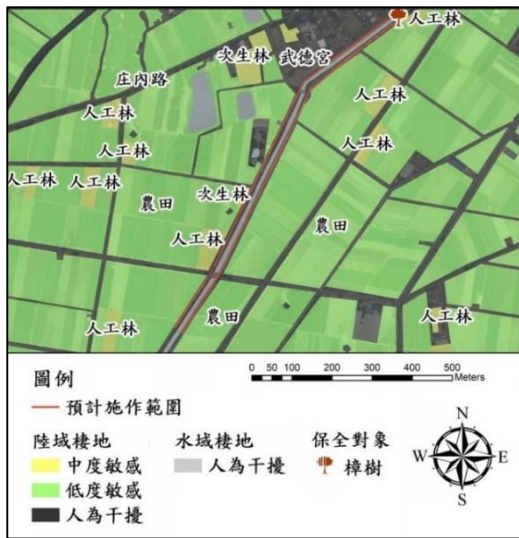 人工林
次生林 武德宮
庄內路
人工林
人工林
人工林
人工林
人工林 人工林
次生林
農田
農田
人工林
農田
人工林
人工林
圖例
0 50 100 200 300 400 500
Meters
預計施作範圍
陸域棲地 水域棲地 保全對象
中度敏感 人為干擾 樟樹
低度敏感
人為干擾
N
W E
S